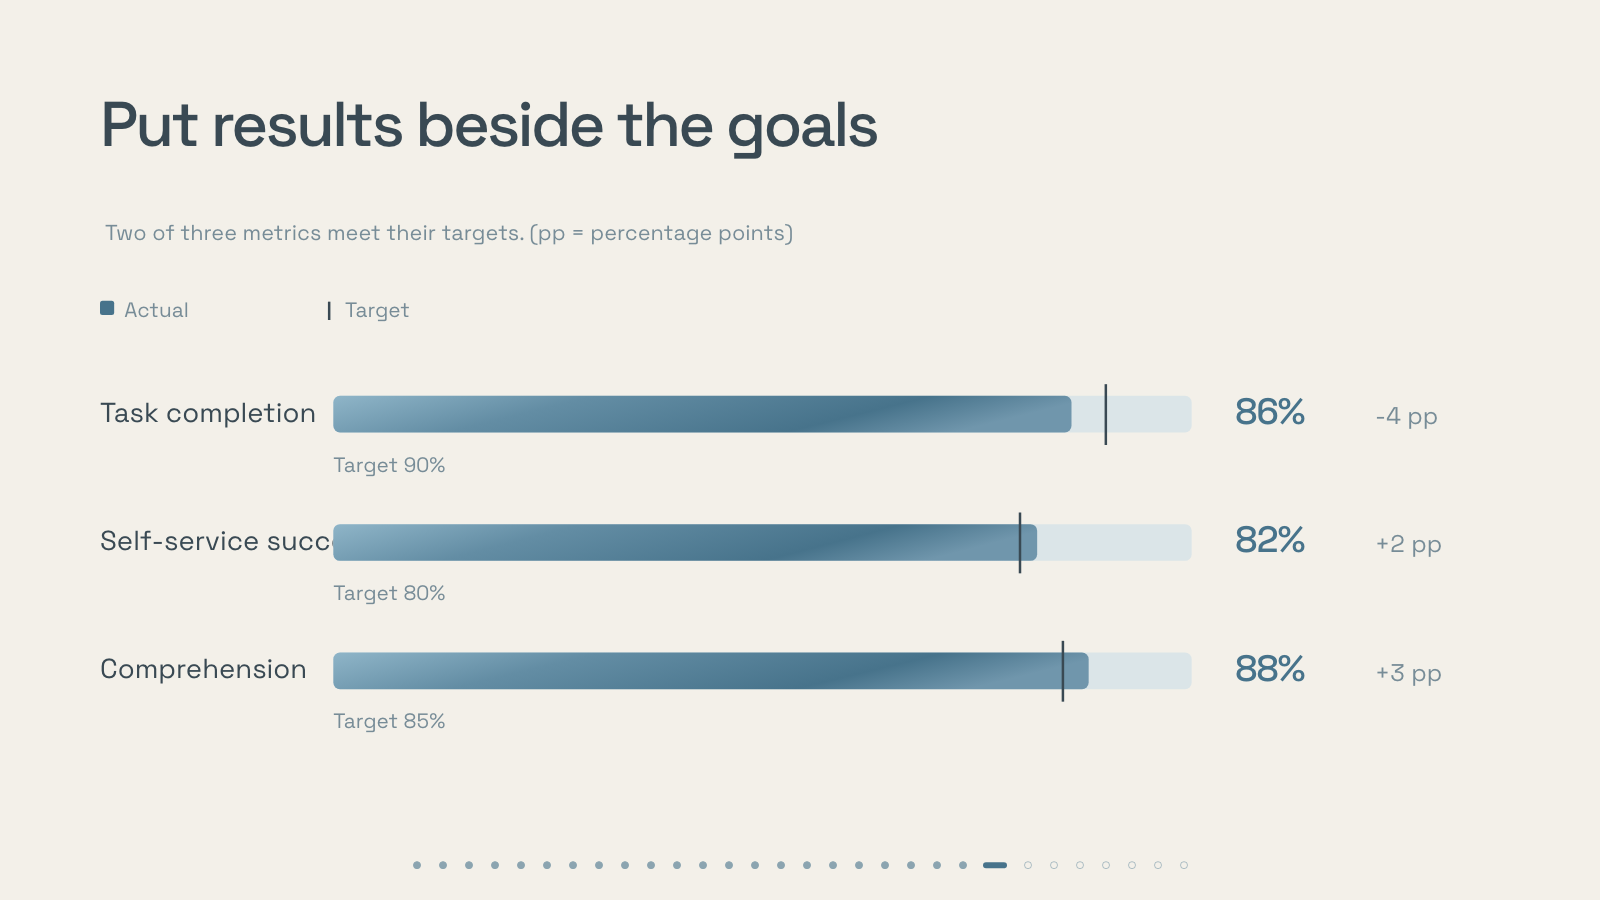 Put results beside the goals
Two of three metrics meet their targets. (pp = percentage points)
Actual
Target
Task completion
86%
-4 pp
Target 90%
Self-service
82%
+2 pp
Target 80%
Comprehension
88%
+3 pp
Target 85%